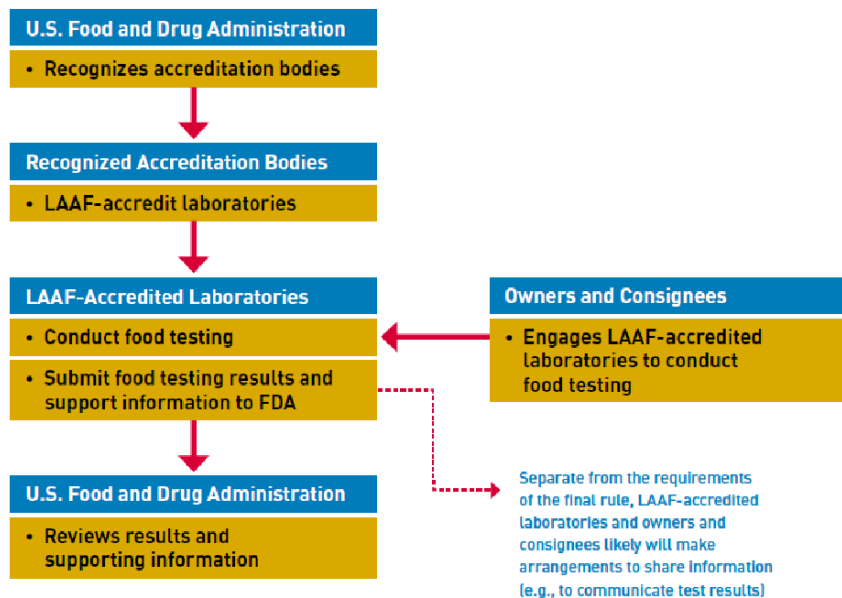 U.S. Food and Drug Administration
• Recognizes accreditation bodies
Recognized Accreditation Bodies
• LAAF-accredit laboratories
LAAF-Accredited Laboratories
• Conduct food testing
• Submit food testing results and
support information to FDA
Owners and Consignees
• Engages LAAF-accredited
laboratories to conduct
food testing
U.S. Food and Drug Administration
• Reviews results and
supporting information
Separate from the requirements
of the final rule, LAAF-accredited
laboratories and owners and
consignees likely will make
arrangements to share information
(e.g., to communicate test results)